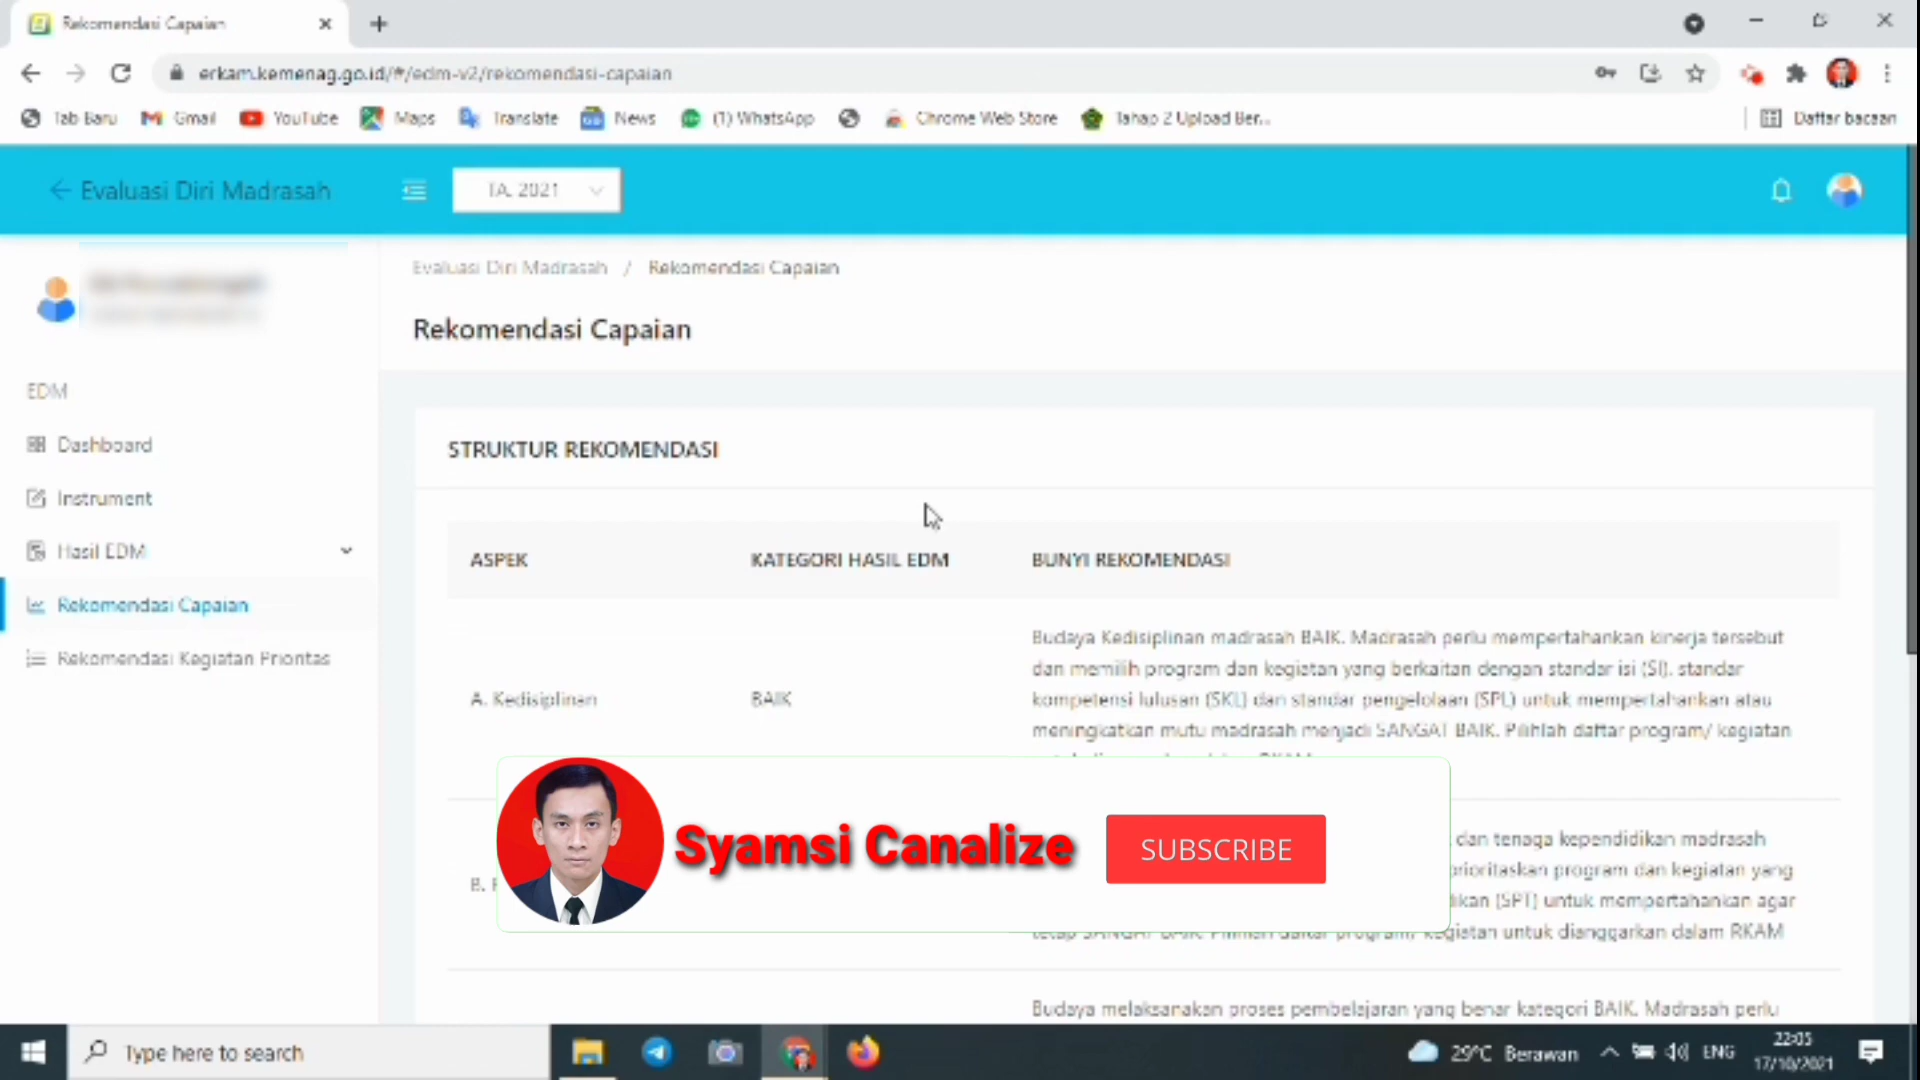 Rekomendasi Capaian
erkam.kemenag.go.id/#/edm-v2/rekomendasi-capaian
Tab Baru Gmail YouTube Maps Translate News (1) WhatsApp Chrome Web Store Tahap 2 Upload Ber... Daftar bacaan
Evaluasi Diri Madrasah TA. 2021
Evaluasi Diri Madrasah / Rekomendasi Capaian
Rekomendasi Capaian
EDM
Dashboard
Instrument
Hasil EDM
Rekomendasi Capaian
Rekomendasi Kegiatan Prioritas
STRUKTUR REKOMENDASI
ASPEK KATEGORI HASIL EDM BUNYI REKOMENDASI
A. Kedisiplinan BAIK
Budaya Kedisiplinan madrasah BAIK. Madrasah perlu mempertahankan kinerja tersebut
dan memilih program dan kegiatan yang berkaitan dengan standar isi (SI). standar
kompetensi lulusan (SKL) dan standar pengelolaan (SPL) untuk mempertahankan atau
meningkatkan mutu madrasah menjadi SANGAT BAIK. Pilihlah daftar program/ kegiatan
B.
dan tenaga kependidikan madrasah
prioritaskan program dan kegiatan yang
(SPT) untuk mempertahankan agar
tetap SANGAT BAIK. Pilihlah daftar program/ kegiatan untuk dianggarkan dalam RKAM
Budaya melaksanakan proses pembelajaran yang benar kategori BAIK. Madrasah perlu
Syamsi Canalize SUBSCRIBE
Type here to search
29°C Berawan ENG
22:05
17/10/2021